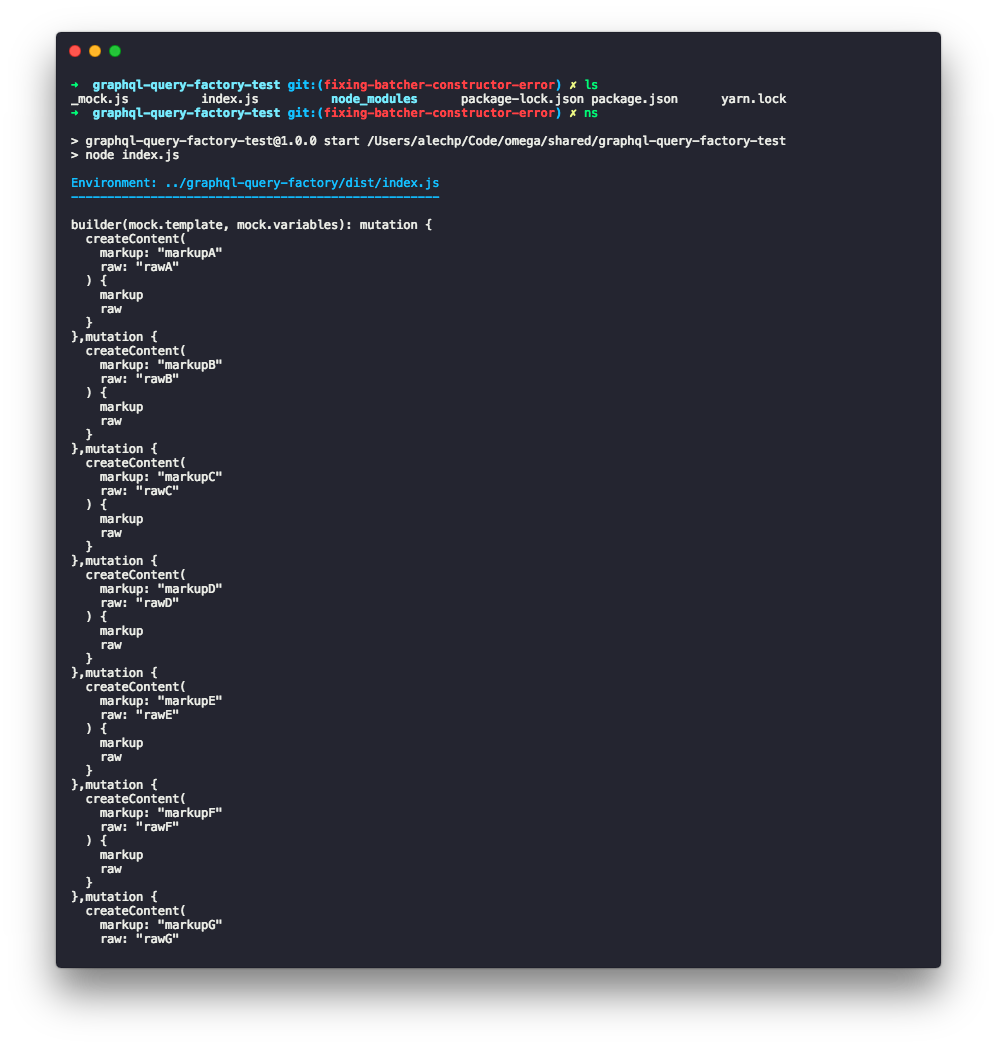 ➜  graphql-query-factory-test git:(fixing-batcher-constructor-error) ✗ ls
_mock.js          index.js          node_modules      package-lock.json package.json      yarn.lock
➜  graphql-query-factory-test git:(fixing-batcher-constructor-error) ✗ ns

> graphql-query-factory-test@1.0.0 start /Users/alechp/Code/omega/shared/graphql-query-factory-test
> node index.js

Environment: ../graphql-query-factory/dist/index.js
---------------------------------------------------

builder(mock.template, mock.variables): mutation {
  createContent(
    markup: "markupA"
    raw: "rawA"
  ) {
    markup
    raw
  }
},mutation {
  createContent(
    markup: "markupB"
    raw: "rawB"
  ) {
    markup
    raw
  }
},mutation {
  createContent(
    markup: "markupC"
    raw: "rawC"
  ) {
    markup
    raw
  }
},mutation {
  createContent(
    markup: "markupD"
    raw: "rawD"
  ) {
    markup
    raw
  }
},mutation {
  createContent(
    markup: "markupE"
    raw: "rawE"
  ) {
    markup
    raw
  }
},mutation {
  createContent(
    markup: "markupF"
    raw: "rawF"
  ) {
    markup
    raw
  }
},mutation {
  createContent(
    markup: "markupG"
    raw: "rawG"